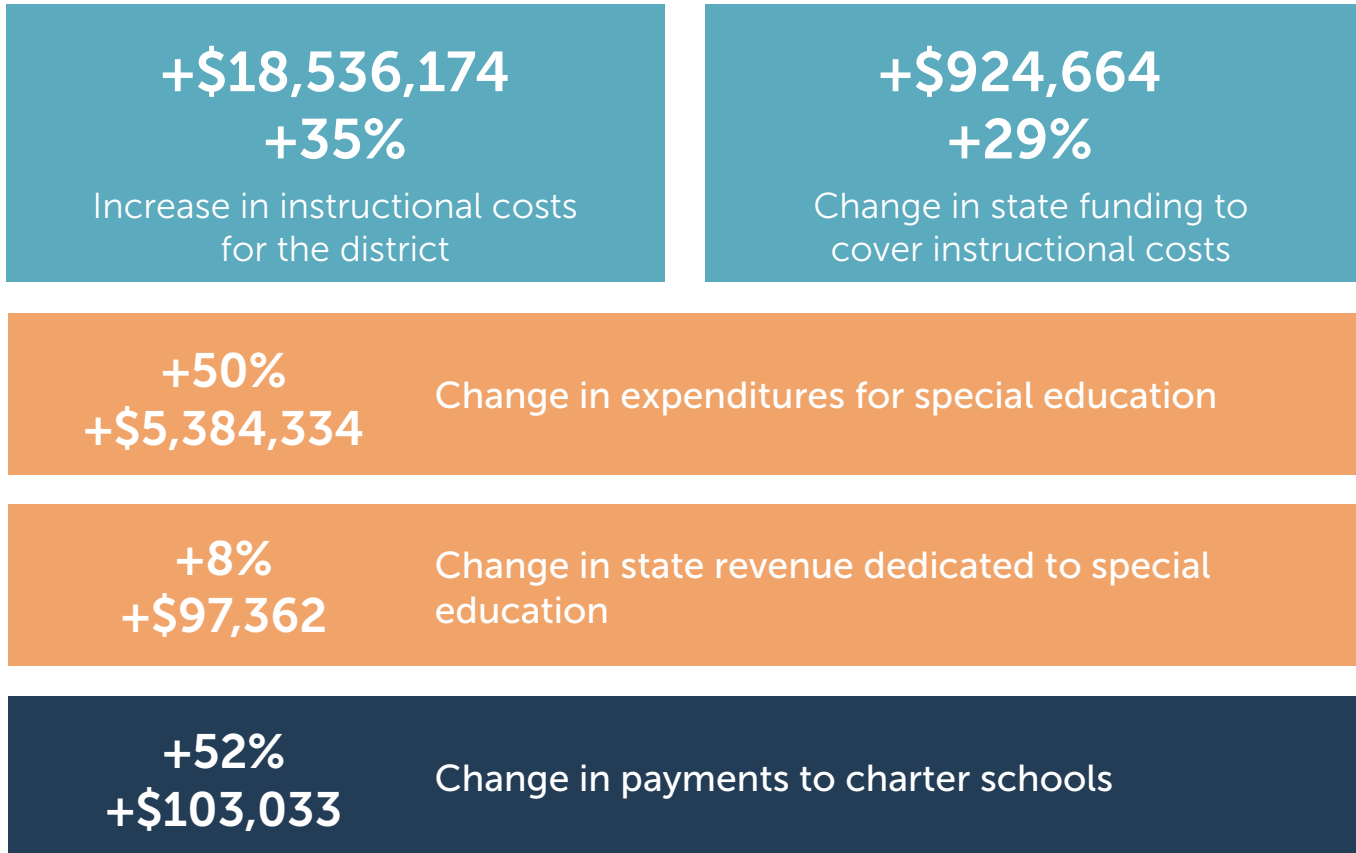 +$18,536,174
+35%
Increase in instructional costs
for the district
+$924,664
+29%
Change in state funding to
cover instructional costs
+50%
+$5,384,334
Change in expenditures for special education
+8%
+$97,362
Change in state revenue dedicated to special
education
+52%
+$103,033
Change in payments to charter schools